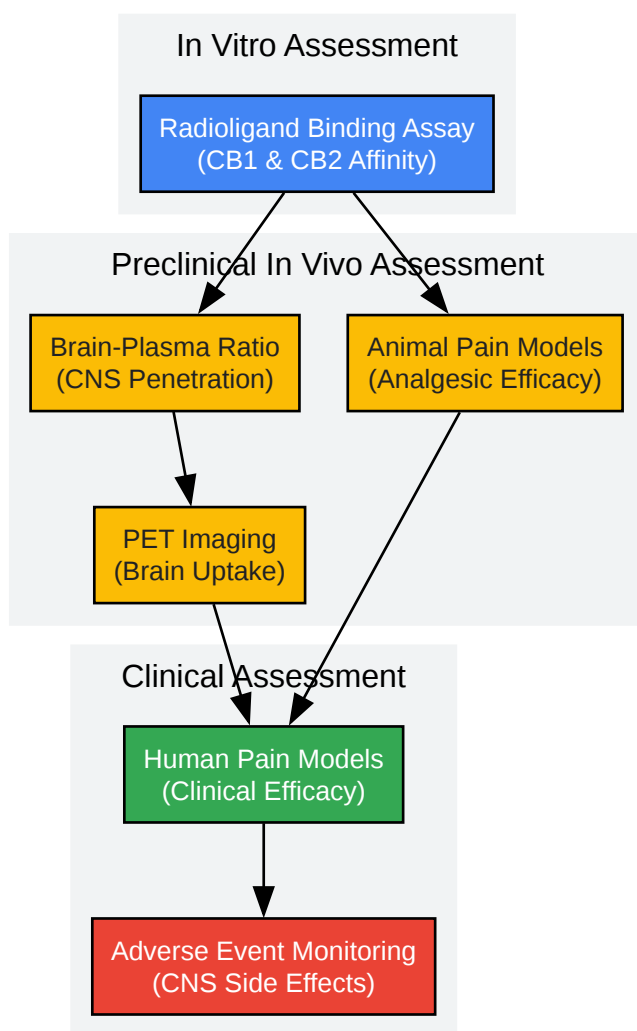 In Vitro Assessment
Radioligand Binding Assay
(CB1 & CB2 Affinity)
Preclinical In Vivo Assessment
Brain-Plasma Ratio
(CNS Penetration)
Animal Pain Models
(Analgesic Efficacy)
PET Imaging
(Brain Uptake)
Clinical Assessment
Human Pain Models
(Clinical Efficacy)
Adverse Event Monitoring
(CNS Side Effects)